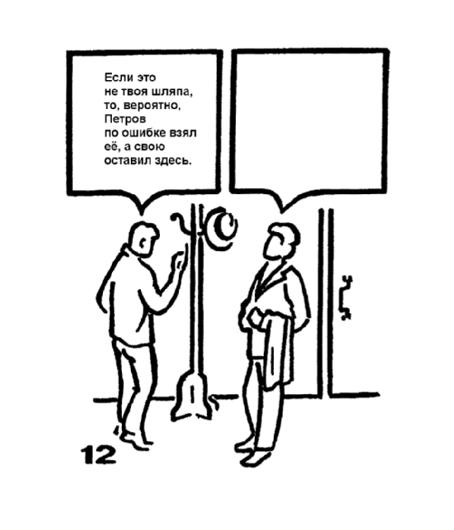 Если это
не твоя шляпа,
то, вероятно,
Петров
по ошибке взял
её, а свою
оставил здесь.
12